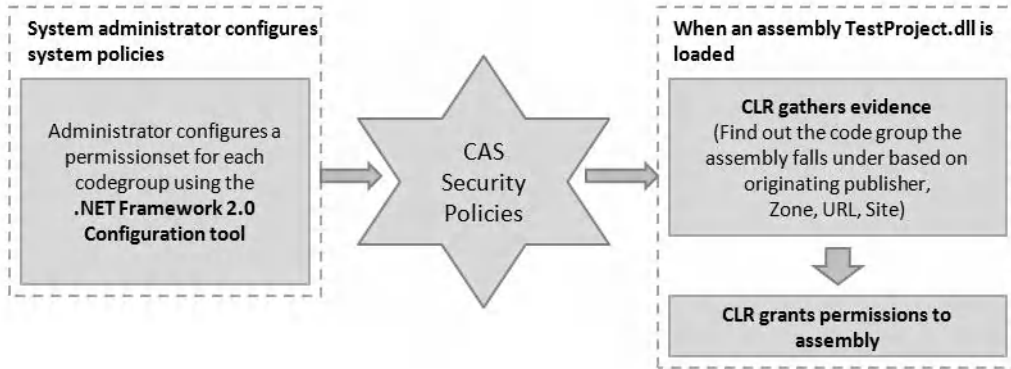 System administrator configures
system policies
Administrator configures a
permissionset for each
codegroup using the
.NET Framework 2.0
Configuration tool
CAS
Security
Policies
When an assembly TestProject.dll is
loaded
CLR gathers evidence
(Find out the code group the
assembly falls under based on
originating publisher,
Zone, URL, Site)
CLR grants permissions to
assembly